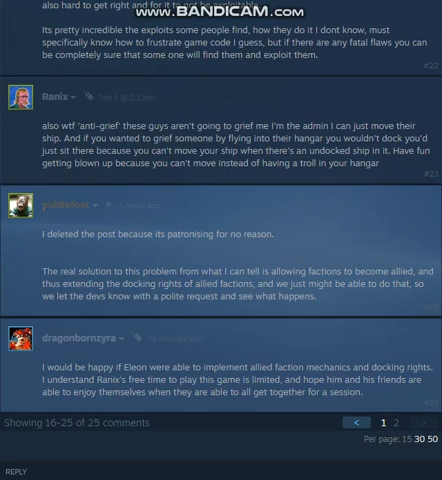 also hard to get right and for it to not be exploitable.
www.BANDICAM.com
Its pretty incredible the exploits some people find, how they do it I dont know, must
specifically know how to frustrate game code I guess, but if there are any fatal flaws you can
be completely sure that some one will find them and exploit them.
#22
Ranix
Sep 1 @ 2:13pm
also wtf 'anti-grief' these guys aren't going to grief me I'm the admin I can just move their
ship. And if you wanted to grief someone by flying into their hangar you wouldn't dock you'd
just sit there because you can't move your ship when there's an undocked ship in it. Have fun
getting blown up because you can't move instead of having a troll in your hangar
#23
piddlefoot
hours ago
I deleted the post because its patronising for no reason.
The real solution to this problem from what I can tell is allowing factions to become allied, and
thus extending the docking rights of allied factions, and we just might be able to do that, so
we let the devs know with a polite request and see what happens.
#24
dragonbornzyra
minutes ago
I would be happy if Eleon were able to implement allied faction mechanics and docking rights.
I understand Ranix's free time to play this game is limited, and hope him and his friends are
able to enjoy themselves when they are able to all get together for a session.
#25
Showing 16-25 of 25 comments
< 1 2 >
Per page: 15 30 50
REPLY